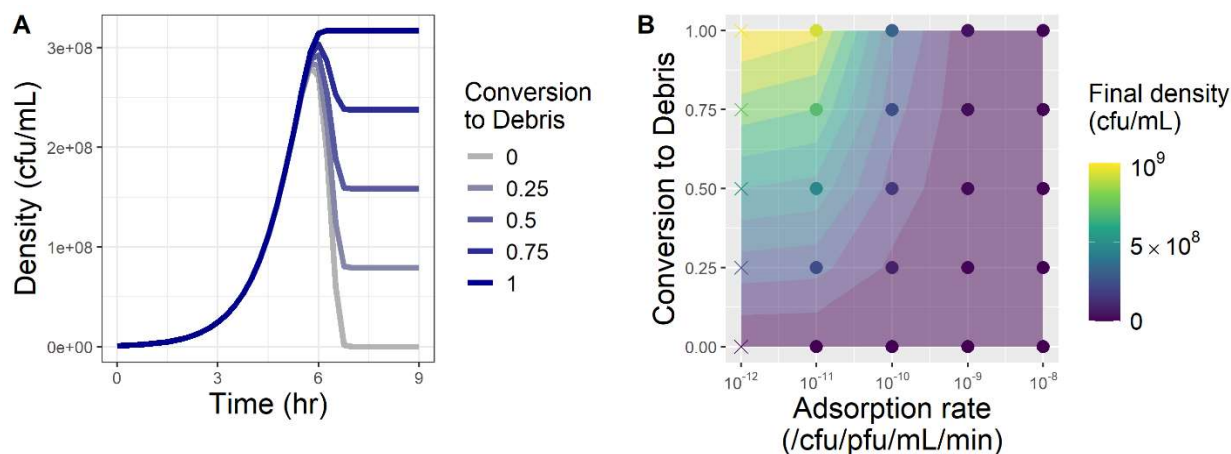 A
Density (cfu/mL)
3e+08
2e+08
1e+08
0e+00
0
3
6
9
Time (hr)
Conversion
to Debris
0
0.25
0.5
0.75
1
B
Conversion to Debris
1.00
0.75
0.50
0.25
0.00
10⁻¹²
10⁻¹¹
10⁻¹⁰
10⁻⁹
10⁻⁸
Adsorption rate
(/cfu/pfu/mL/min)
Final density
(cfu/mL)
10⁹
5 × 10⁸
0